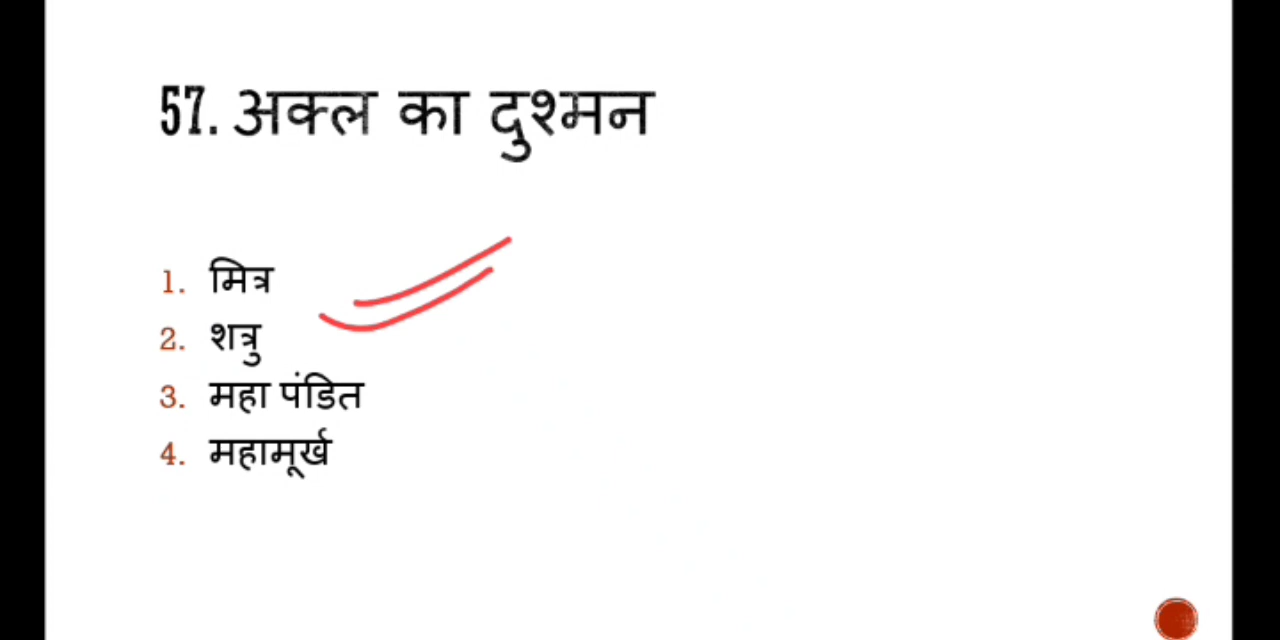 57. अक्ल का दुश्मन
1. मित्र
2. शत्रु
3. महा पंडित
4. महामूर्ख